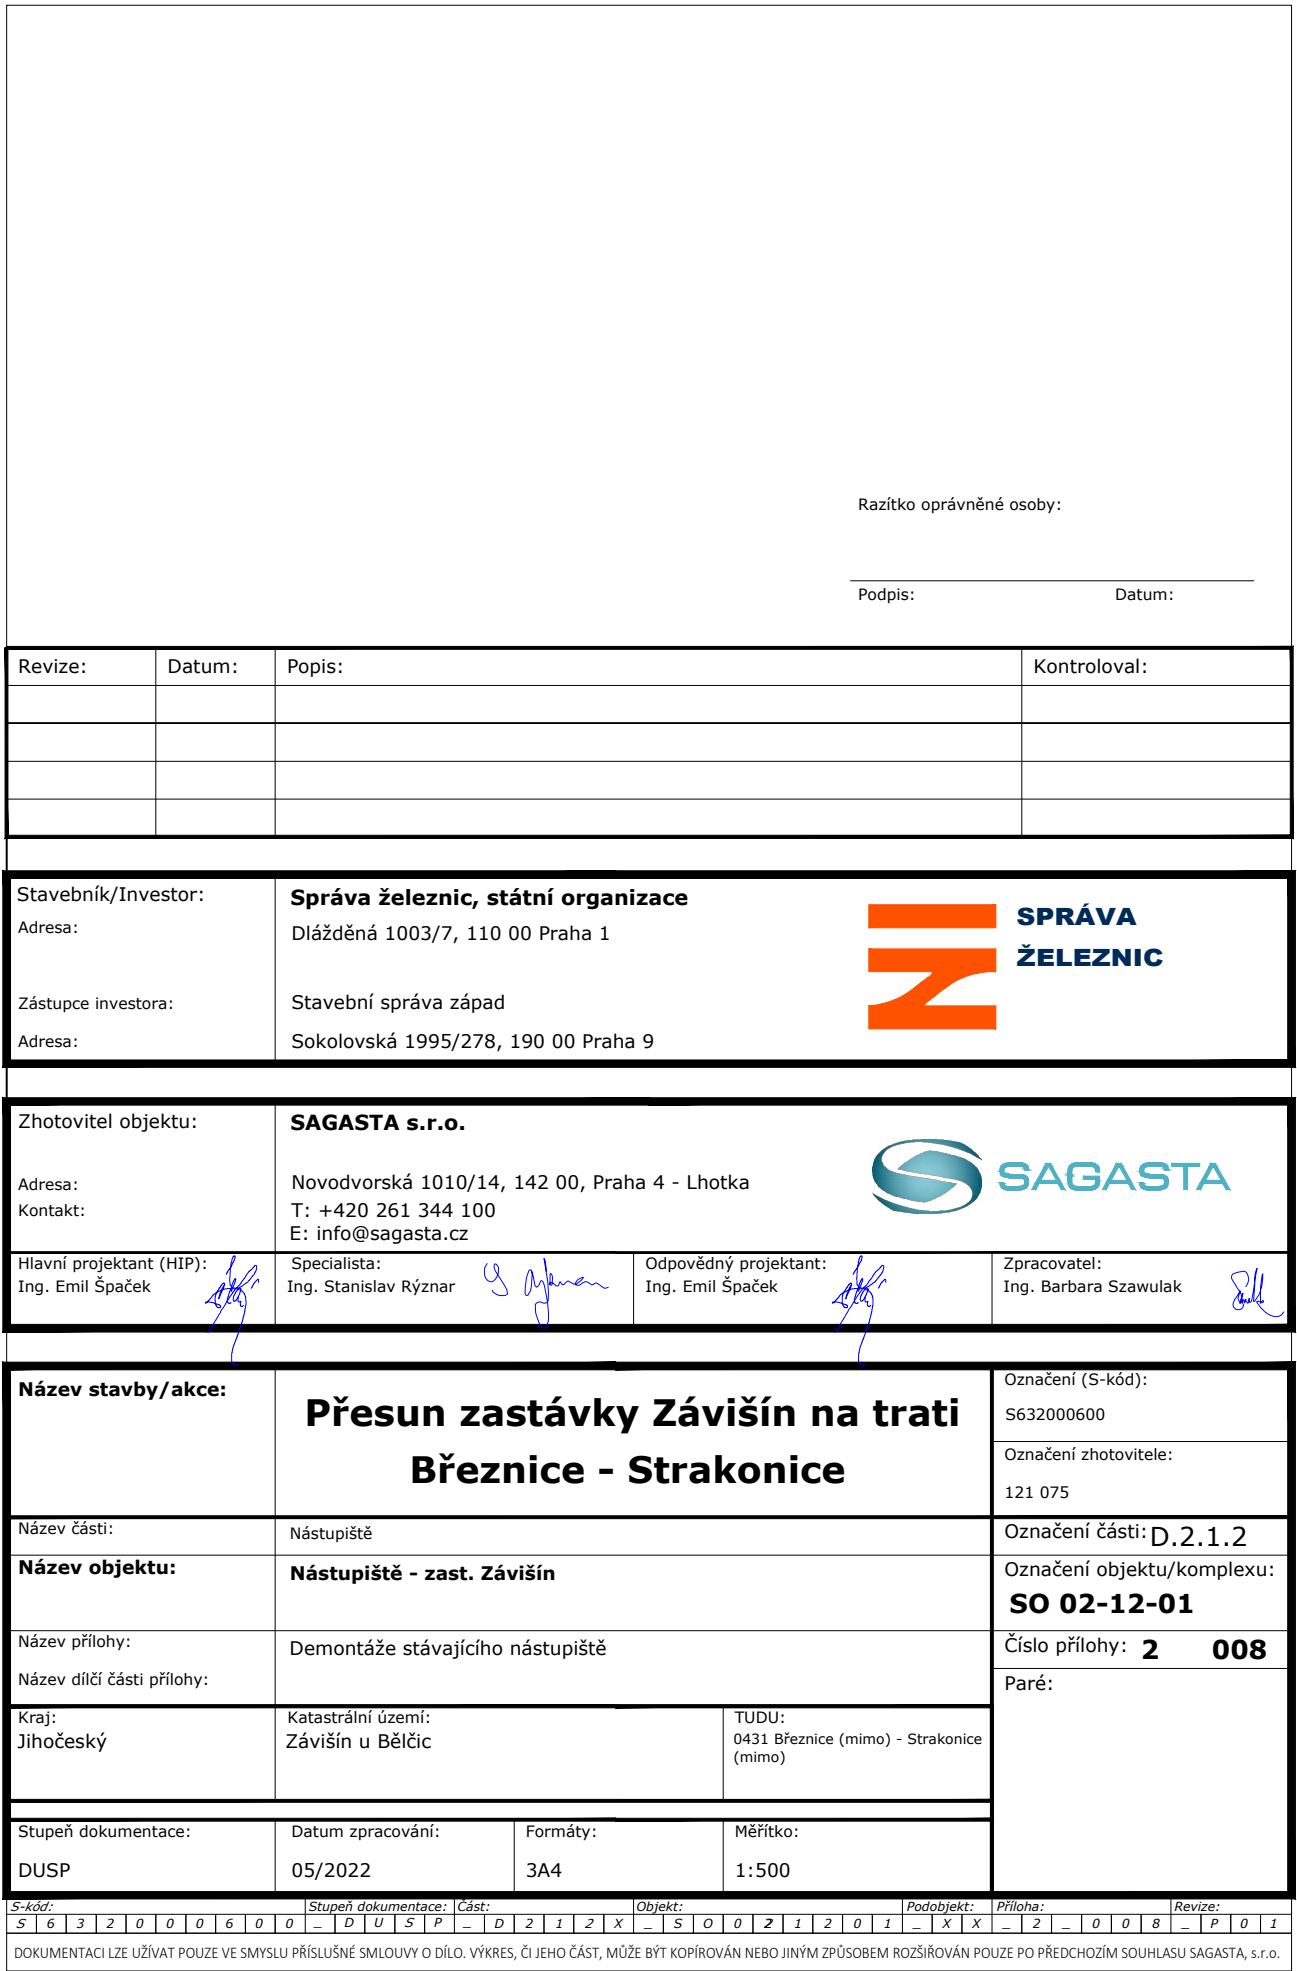 Razítko oprávněné osoby:
Podpis: Datum:
Revize: Datum: Popis: Kontroloval:
Stavebník/Investor: Správa železnic, státní organizace
Adresa: Dlážděná 1003/7, 110 00 Praha 1
SPRÁVA
ŽELEZNIC
Zástupce investora: Stavební správa západ
Adresa: Sokolovská 1995/278, 190 00 Praha 9
Zhotovitel objektu: SAGASTA s.r.o.
SAGASTA
Adresa: Novodvorská 1010/14, 142 00, Praha 4 - Lhotka
Kontakt: T: +420 261 344 100
E: info@sagasta.cz
Hlavní projektant (HIP): Specialista: Odpovědný projektant: Zpracovatel:
Ing. Emil Špaček Ing. Stanislav Rýznar Ing. Emil Špaček Ing. Barbara Szawulak
Název stavby/akce: Přesun zastávky Závišín na trati
Březnice - Strakonice
Označení (S-kód):
S632000600
Označení zhotovitele:
121 075
Název části: Nástupiště Označení části: D.2.1.2
Název objektu: Nástupiště - zast. Závišín Označení objektu/komplexu:
SO 02-12-01
Název přílohy: Demontáže stávajícího nástupiště Číslo přílohy: 2 008
Název dílčí části přílohy: Paré:
Kraj: Katastrální území: TUDU:
Jihočeský Závišín u Bělčic 0431 Březnice (mimo) - Strakonice
(mimo)
Stupeň dokumentace: Datum zpracování: Formáty: Měřítko:
DUSP 05/2022 3A4 1:500
S-kód: Stupeň dokumentace: Část: Objekt: Podobjekt: Příloha: Revize:
S 6 3 2 0 0 0 6 0 0 _ D U S P _ D 2 1 2 X _ S O 0 2 1 2 0 1 _ X X _ 2 _ 0 0 8 _ P 0 1
DOKUMENTACI LZE UŽÍVAT POUZE VE SMYSLU PŘÍSLUŠNÉ SMLOUVY O DÍLO. VÝKRES, ČI JEHO ČÁST, MŮŽE BÝT KOPÍROVÁN NEBO JINÝM ZPŮSOBEM ROZŠIŘOVÁN POUZE PO PŘEDCHOZÍM SOUHLASU SAGASTA, s.r.o.